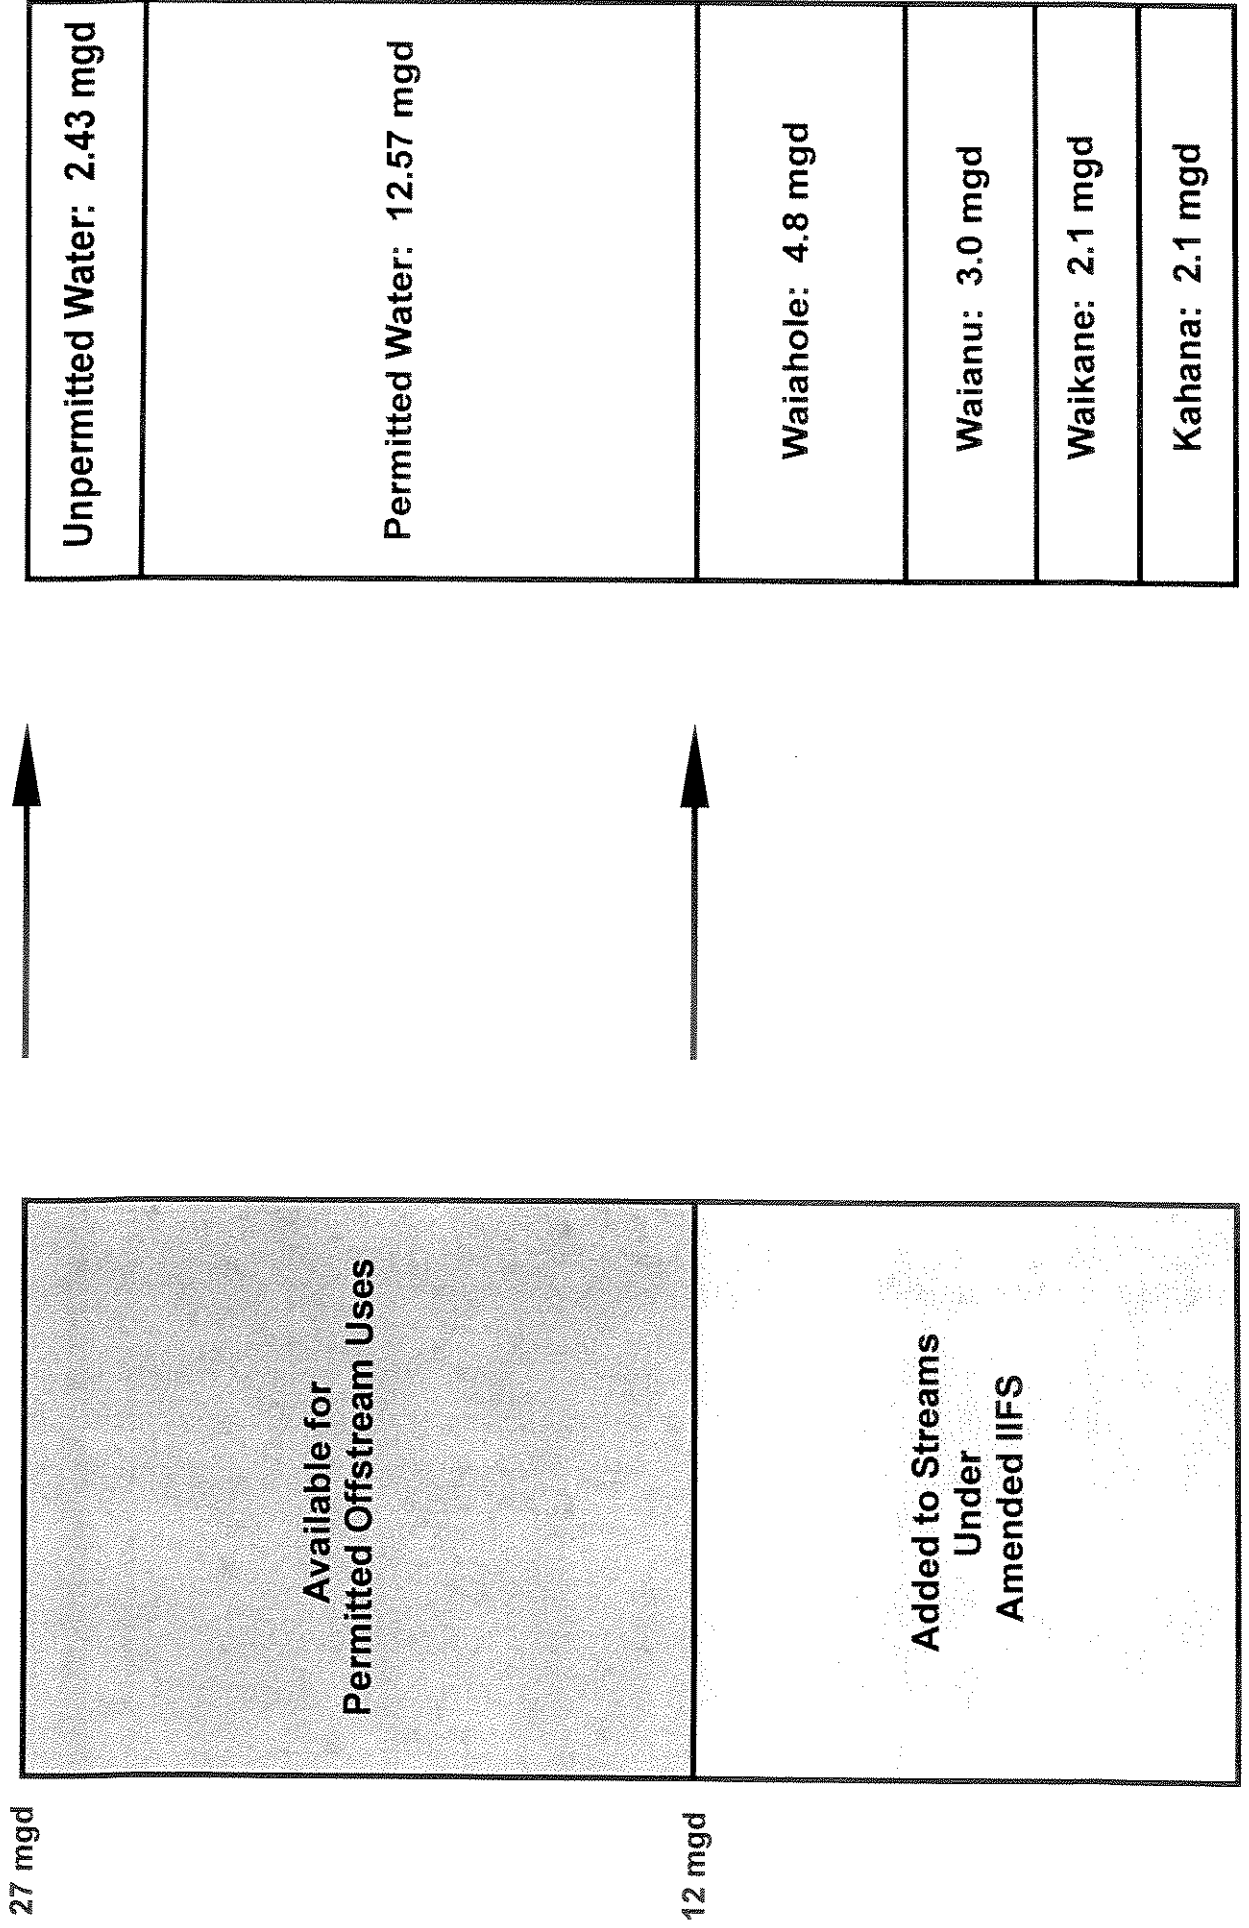 27 mgd
Available for
Permitted Offstream Uses
12 mgd
Added to Streams
Under
Amended IIFS
Unpermitted Water: 2.43 mgd
Permitted Water: 12.57 mgd
Waiahole: 4.8 mgd
Waianu: 3.0 mgd
Waikane: 2.1 mgd
Kahana: 2.1 mgd